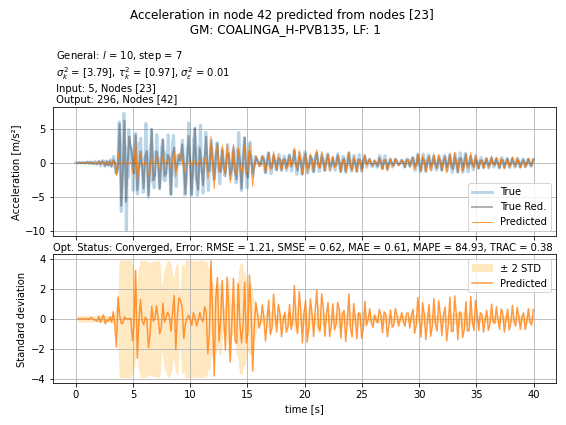 Acceleration in node 42 predicted from nodes [23]
GM: COALINGA_H-PVB135, LF: 1
General: l = 10, step = 7
σ²ₖ = [3.79], τ²ₖ = [0.97], σ²ₑ = 0.01
Input: 5, Nodes [23]
Output: 296, Nodes [42]
Acceleration [m/s²]
5
0
−5
−10
True
True Red.
Predicted
Opt. Status: Converged, Error: RMSE = 1.21, SMSE = 0.62, MAE = 0.61, MAPE = 84.93, TRAC = 0.38
Standard deviation
4
2
0
−2
−4
± 2 STD
Predicted
0 5 10 15 20 25 30 35 40
time [s]